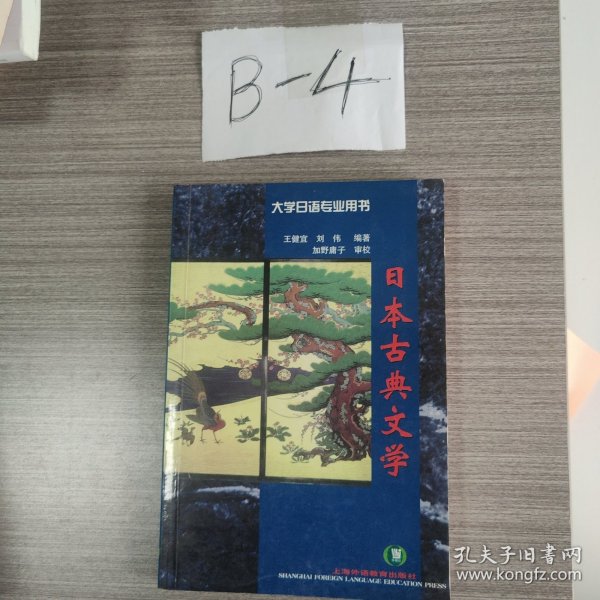 B-4
大学日语专业用书
王健宜 刘伟 编著
加野庸子 审校
日本古典文学
上海外语教育出版社
SHANGHAI FOREIGN LANGUAGE EDUCATION PRESS
孔夫子旧书网
www.kongfz.com